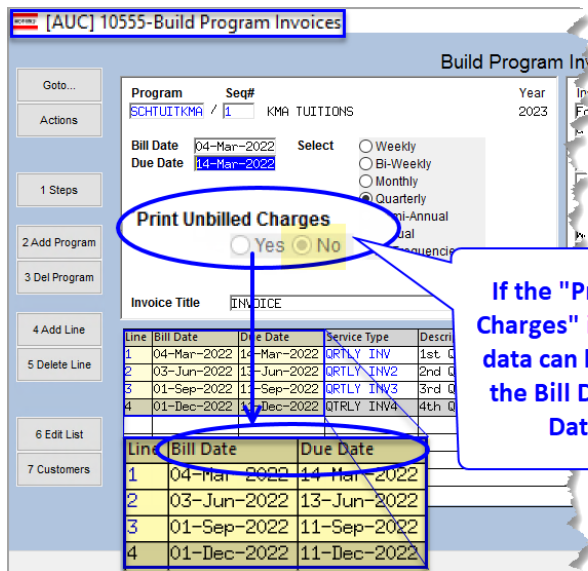 [AUC] 10555-Build Program Invoices
Build Program
Goto...
Actions
1 Steps
2 Add Program
3 Del Program
4 Add Line
5 Delete Line
6 Edit List
7 Customers
Program Seq# Year
SCHTUITKMA / 1 KMA TUITIONS 2023
Bill Date 04-Mar-2022 Select Weekly
Due Date 14-Mar-2022 Bi-Weekly
Monthly
Quarterly
Print Unbilled Charges
Yes No
Invoice Title INVOICE
If the "P
Charges"
data can
the Bill D
Dat
Line Bill Date Due Date Service Type Descri
1 04-Mar-2022 14-Mar-2022 QRTLY INV 1st Q
2 03-Jun-2022 13-Jun-2022 QRTLY INV2 2nd Q
3 01-Sep-2022 11-Sep-2022 QRTLY INV3 3rd Q
4 01-Dec-2022 11-Dec-2022 QTRLY INV4 4th Q
Line Bill Date Due Date
1 04-Mar-2022 14-Mar-2022
2 03-Jun-2022 13-Jun-2022
3 01-Sep-2022 11-Sep-2022
4 01-Dec-2022 11-Dec-2022